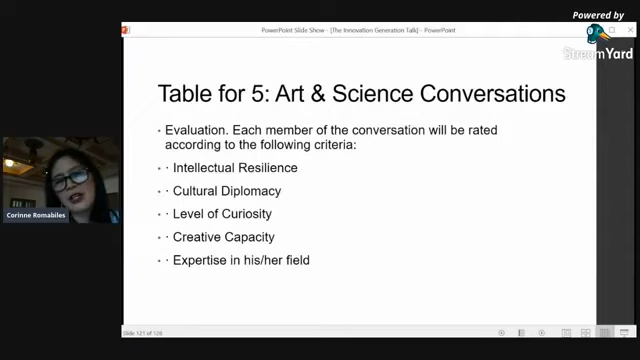 Powered by
StreamYard
PowerPoint Slide Show - [The Innovation Generation Talk] - PowerPoint
Table for 5: Art & Science Conversations
• Evaluation. Each member of the conversation will be rated
according to the following criteria:
• · Intellectual Resilience
• · Cultural Diplomacy
• · Level of Curiosity
• · Creative Capacity
• · Expertise in his/her field
Corinne Romabiles
Slide 121 of 128